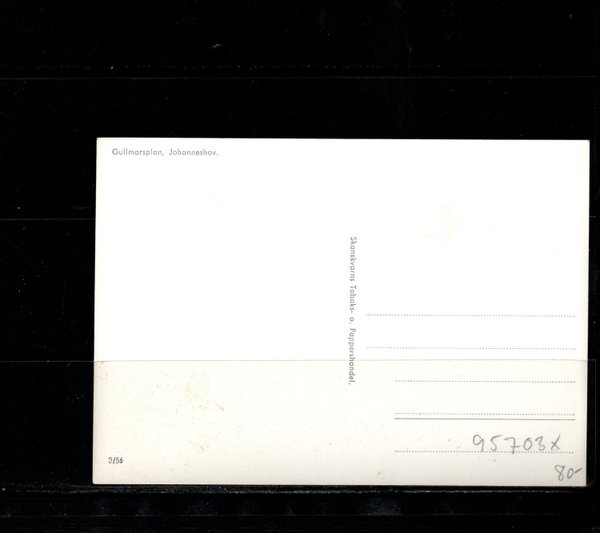 Gullmarsplan, Johanneshov.
Skanskvarns Tobaks- o. Pappershandel.
3/56
95703X
80-